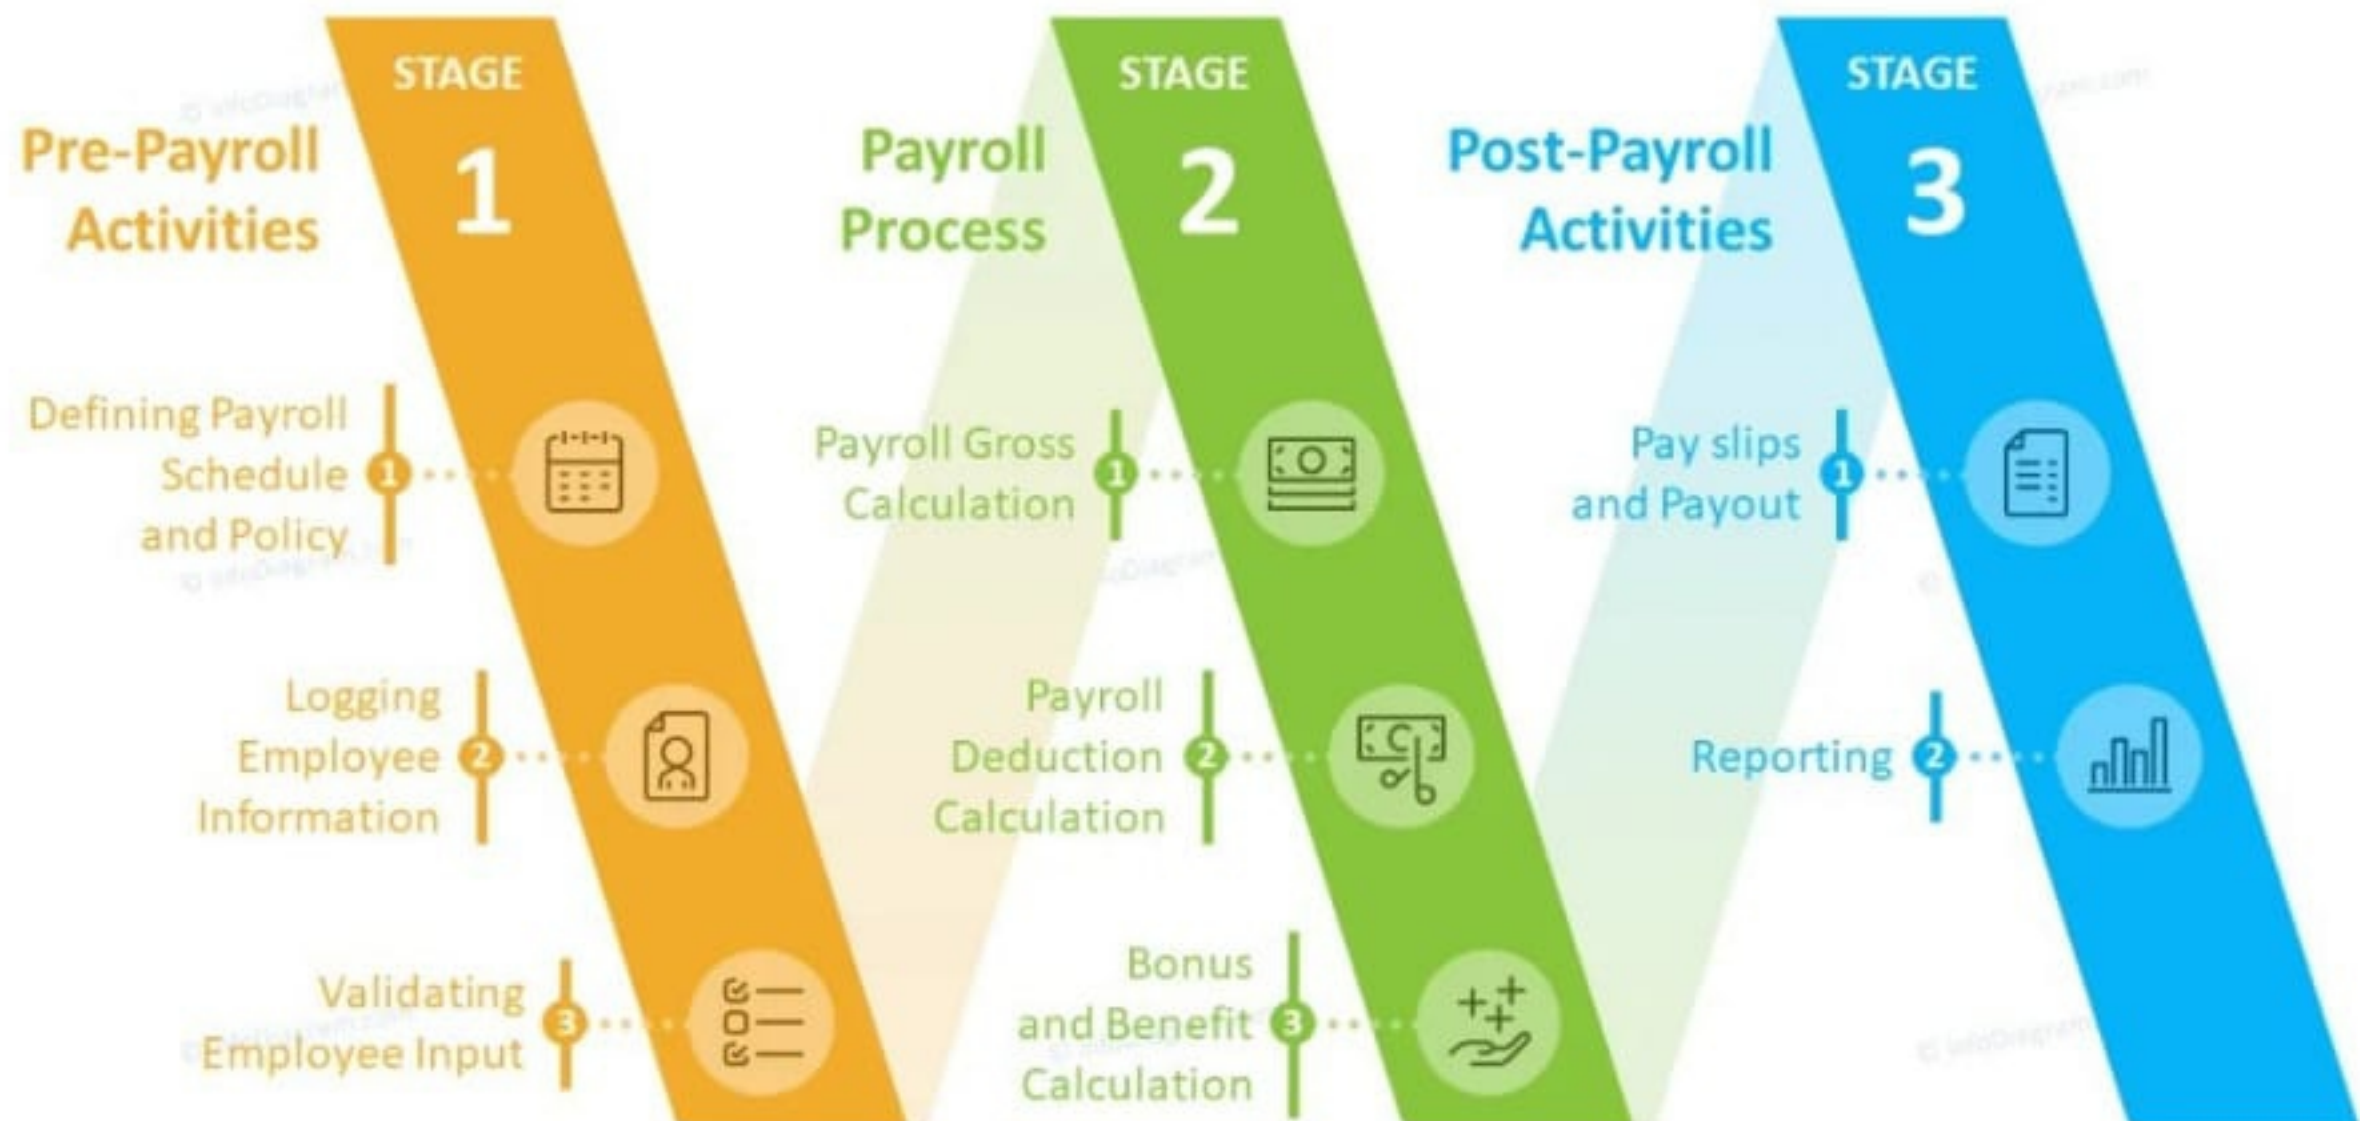 STAGE
1
Pre-Payroll
Activities
Defining Payroll
Schedule
and Policy
1
Logging
Employee
Information
2
Validating
Employee Input
3
STAGE
2
Payroll
Process
Payroll Gross
Calculation
1
Payroll
Deduction
Calculation
2
Bonus
and Benefit
Calculation
3
STAGE
3
Post-Payroll
Activities
Pay slips
and Payout
1
Reporting
2